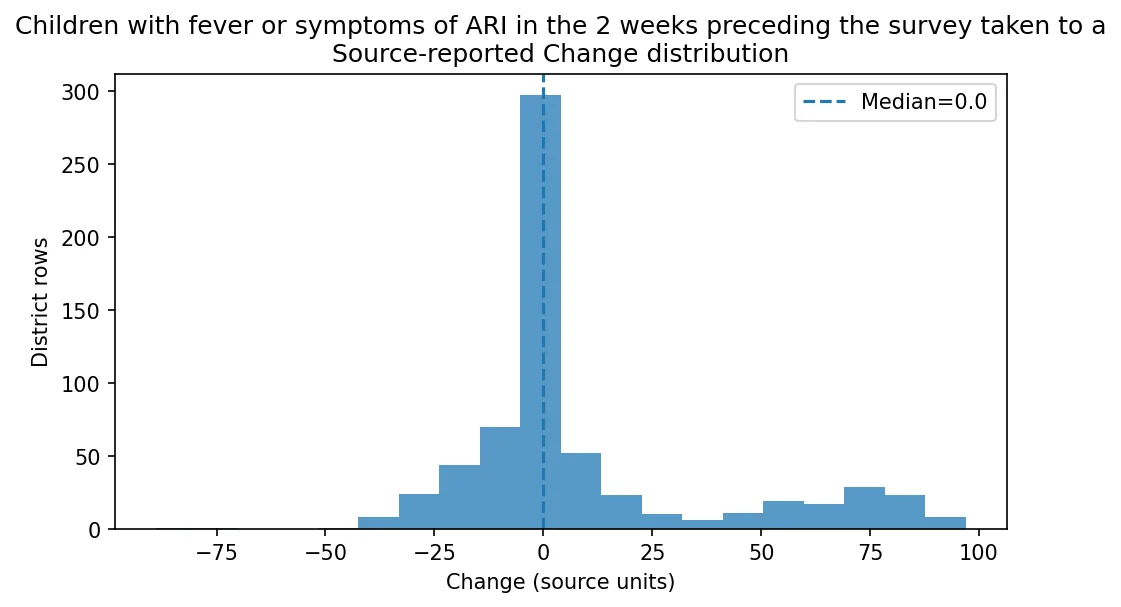 Children with fever or symptoms of ARI in the 2 weeks preceding the survey taken to a
Source-reported Change distribution
Median=0.0
300
250
200
150
100
50
0
District rows
−75 −50 −25 0 25 50 75 100
Change (source units)